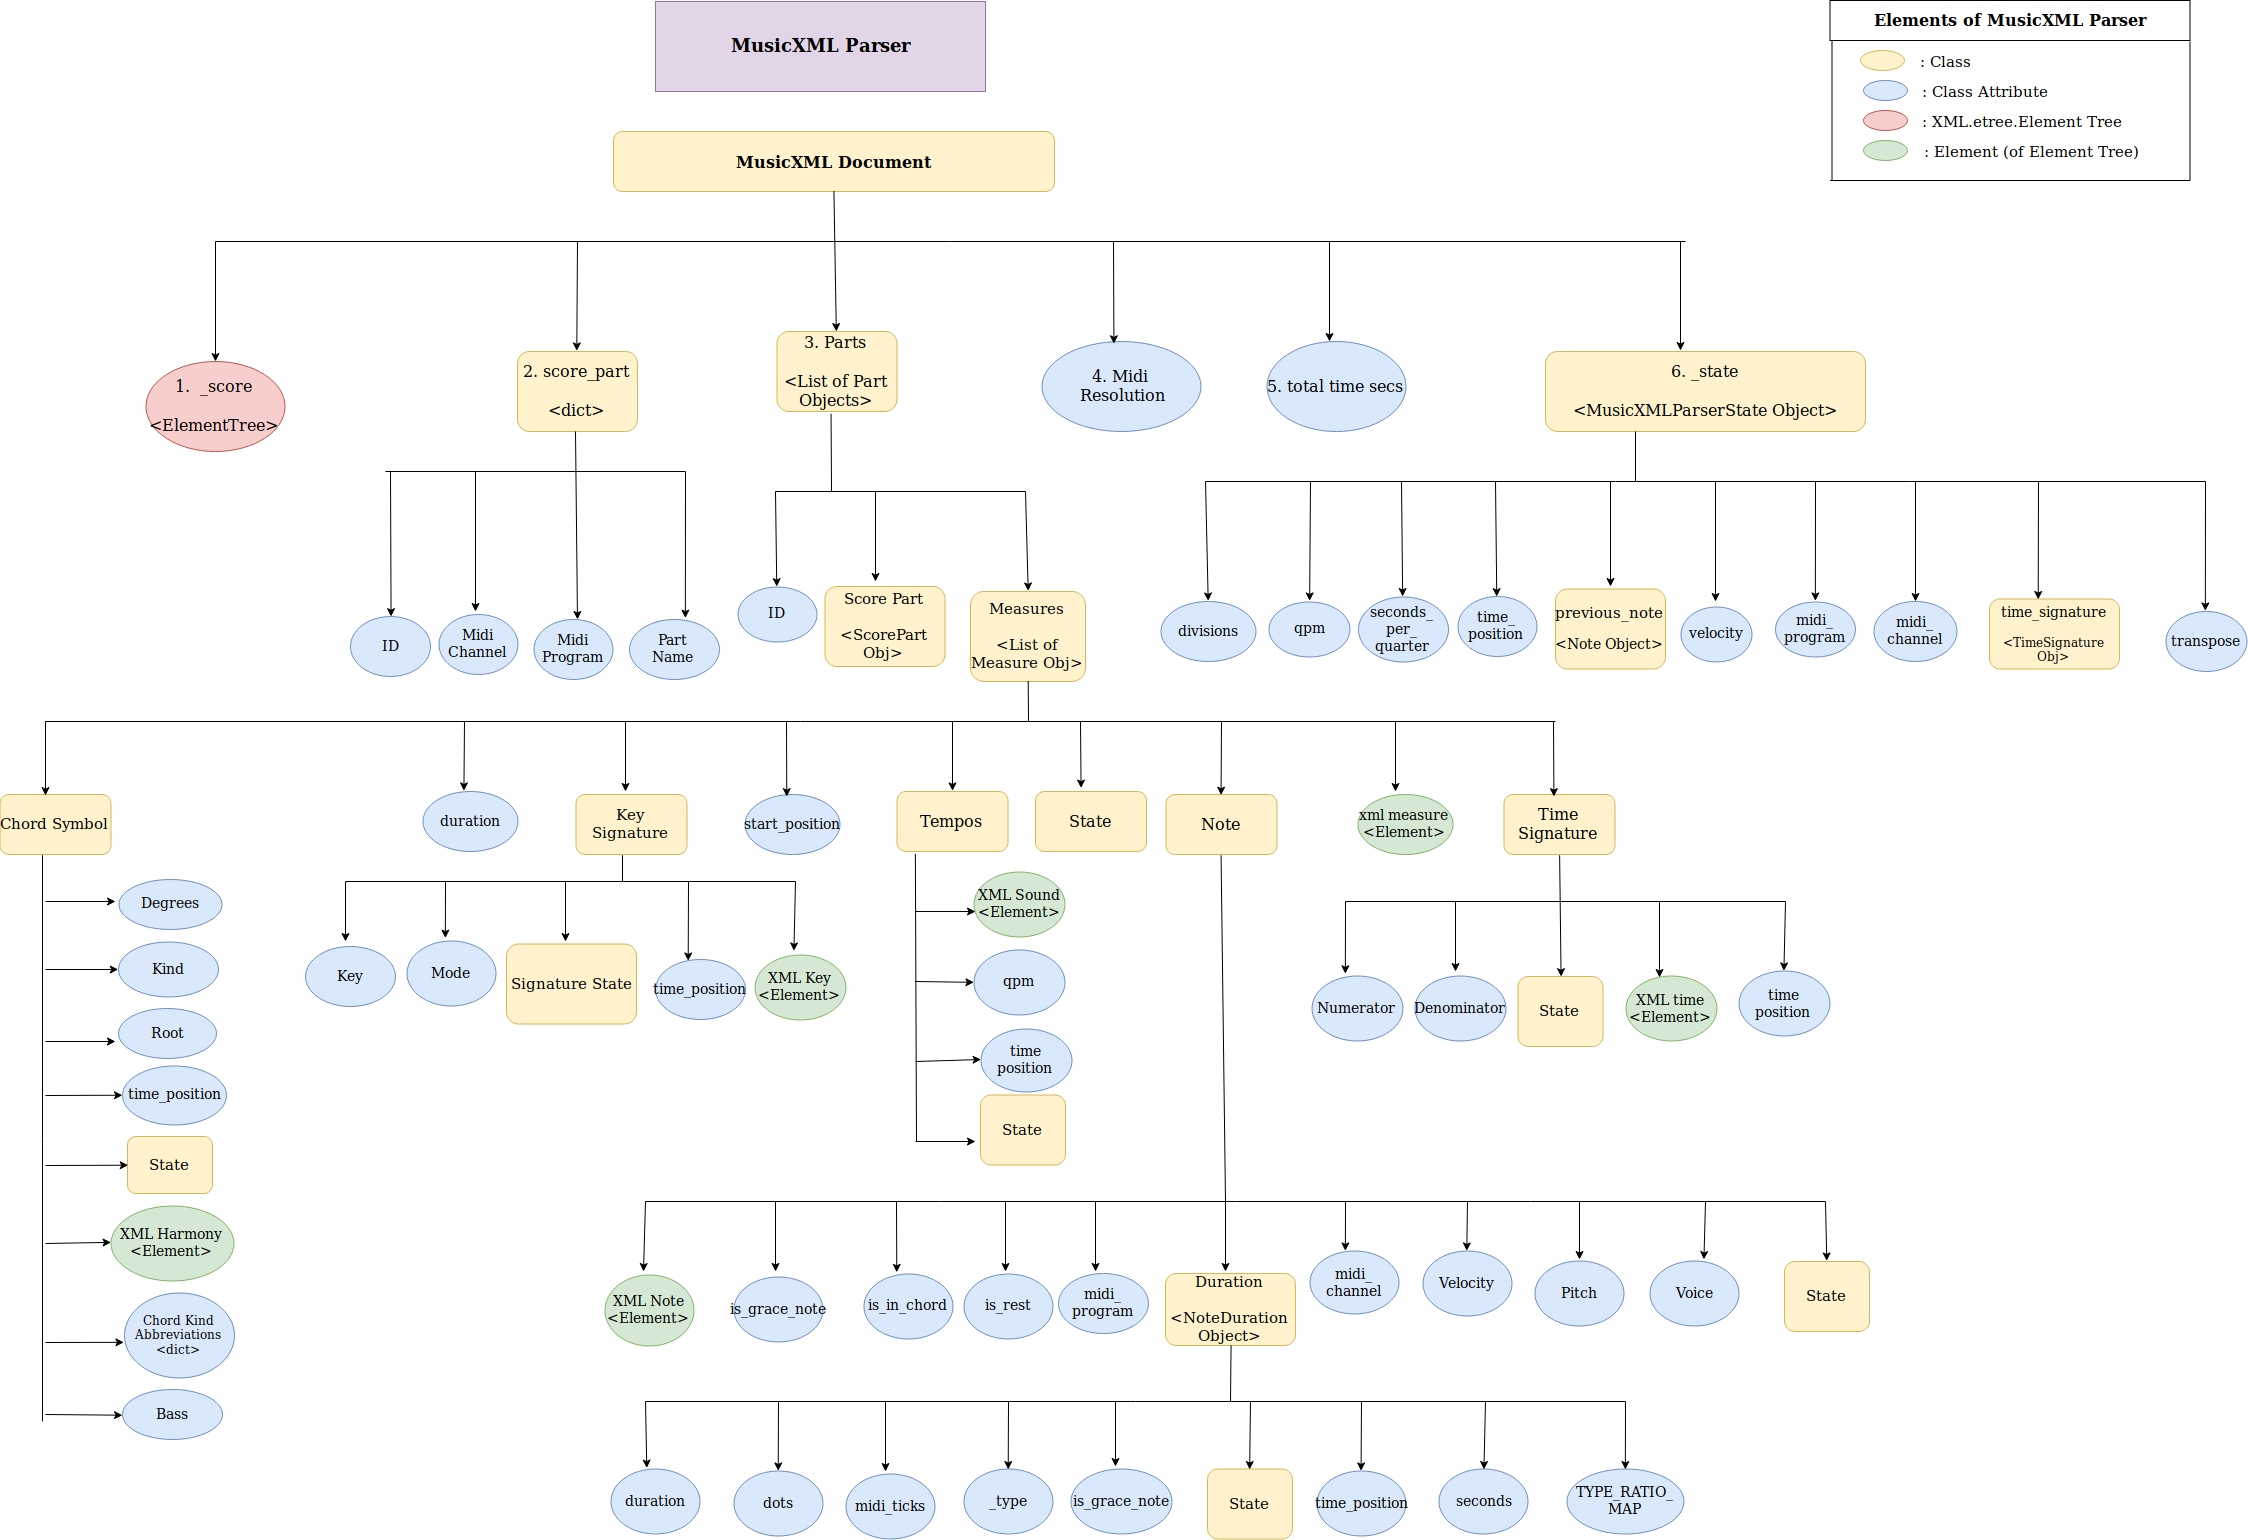 MusicXML Parser
Elements of MusicXML Parser
: Class
: Class Attribute
: XML.etree.Element Tree
: Element (of Element Tree)
MusicXML Document
1. _score
<ElementTree>
2. score_part
<dict>
3. Parts
<List of Part
Objects>
4. Midi
Resolution
5. total time secs
6. _state
<MusicXMLParserState Object>
ID
Midi
Channel
Midi
Program
Part
Name
ID
Score Part
<ScorePart
Obj>
Measures
<List of
Measure Obj>
divisions
qpm
seconds_
per_
quarter
time_
position
previous_note
<Note Object>
velocity
midi_
program
midi_
channel
time_signature
<TimeSignature
Obj>
transpose
Chord Symbol
duration
Key
Signature
start_position
Tempos
State
Note
xml measure
<Element>
Time
Signature
Degrees
Kind
Root
time_position
State
XML Harmony
<Element>
Chord Kind
Abbreviations
<dict>
Bass
Key
Mode
Signature State
time_position
XML Key
<Element>
XML Sound
<Element>
qpm
time
position
State
Numerator
Denominator
State
XML time
<Element>
time
position
XML Note
<Element>
is_grace_note
is_in_chord
is_rest
midi_
program
Duration
<NoteDuration
Object>
midi_
channel
Velocity
Pitch
Voice
State
duration
dots
midi_ticks
_type
is_grace_note
State
time_position
seconds
TYPE_RATIO_
MAP